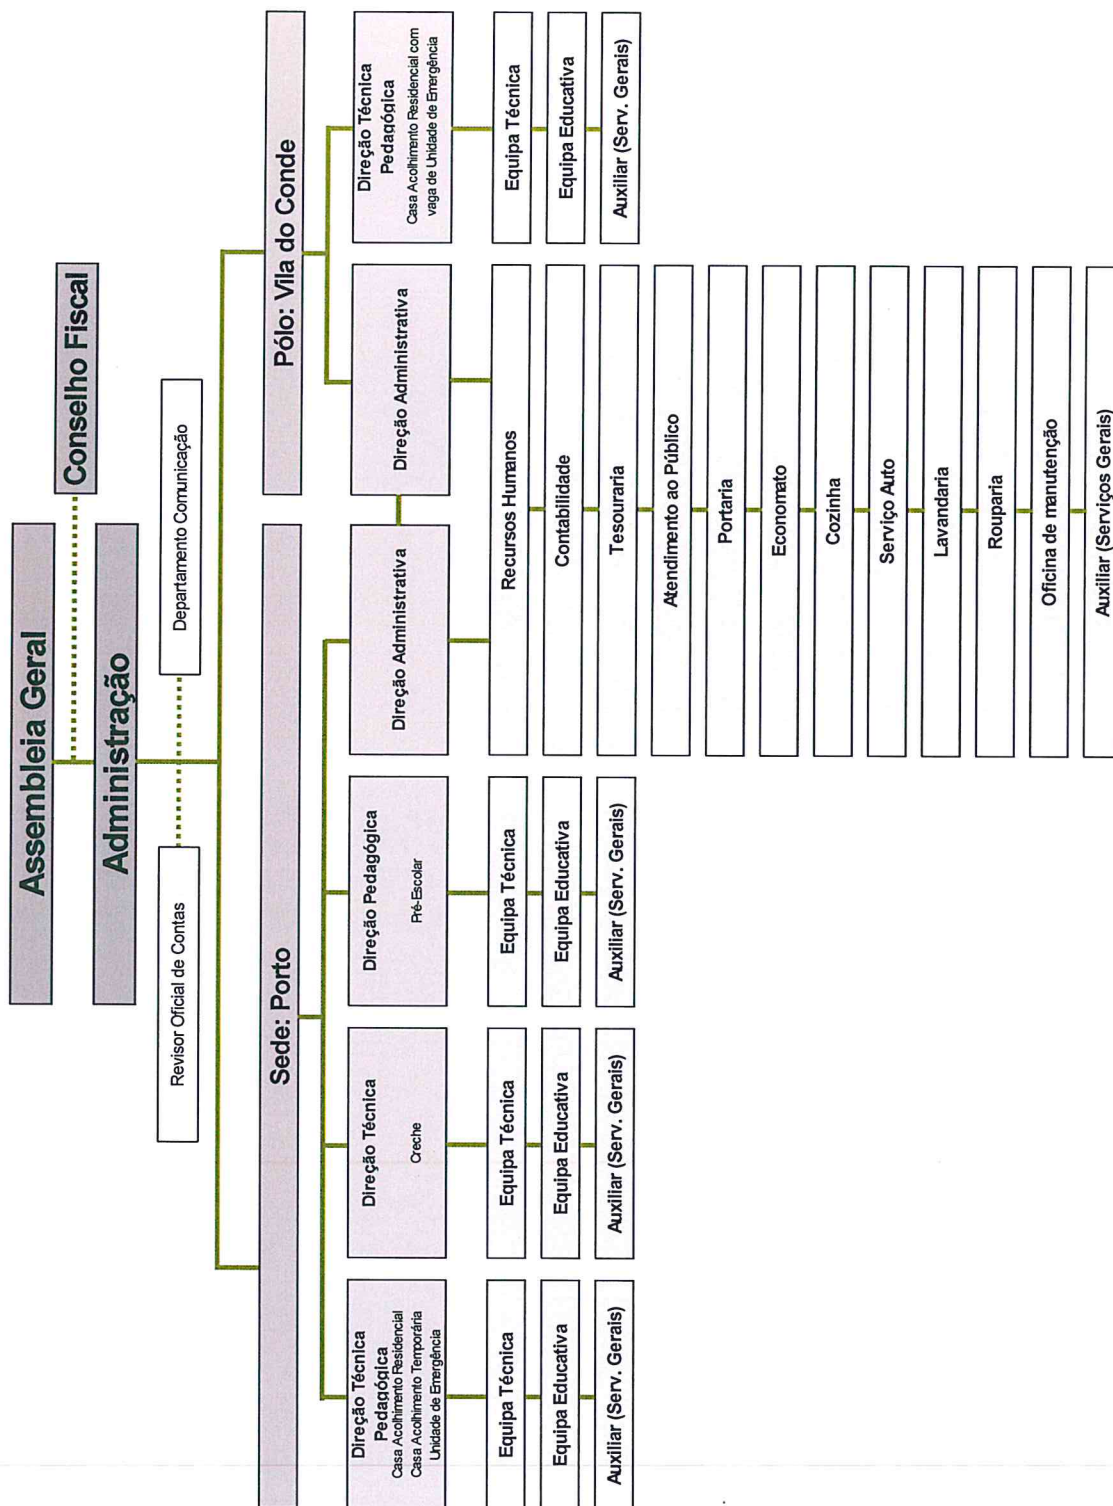 Assembleia Geral
Conselho Fiscal
Administração
Revisor Oficial de Contas
Departamento Comunicação
Sede: Porto
Pólo: Vila do Conde
Direção Técnica
Pedagógica
Casa Acolhimento Residencial
Casa Acolhimento Temporária
Unidade de Emergência
Direção Técnica
Creche
Direção Pedagógica
Pré-Escolar
Direção Administrativa
Direção Administrativa
Direção Técnica
Pedagógica
Casa Acolhimento Residencial com
vaga de Unidade de Emergência
Equipa Técnica
Equipa Educativa
Auxiliar (Serv. Gerais)
Equipa Técnica
Equipa Educativa
Auxiliar (Serv. Gerais)
Equipa Técnica
Equipa Educativa
Auxiliar (Serv. Gerais)
Recursos Humanos
Contabilidade
Tesouraria
Atendimento ao Público
Portaria
Economato
Cozinha
Serviço Auto
Lavandaria
Rouparia
Oficina de manutenção
Auxiliar (Serviços Gerais)
Equipa Técnica
Equipa Educativa
Auxiliar (Serv. Gerais)